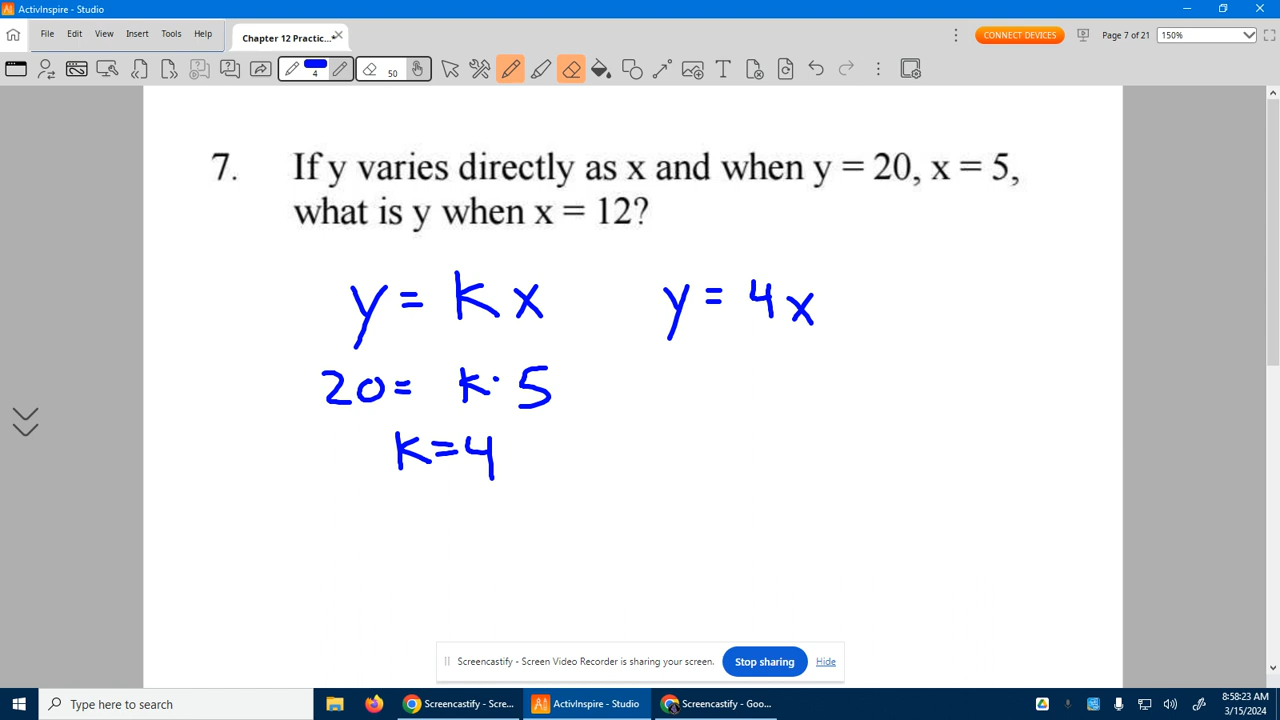 ActivInspire - Studio
File Edit View Insert Tools Help
Chapter 12 Practic...*
CONNECT DEVICES
Page 7 of 21
150%
4
50
7. If y varies directly as x and when y = 20, x = 5,
what is y when x = 12?
y = k x
y = 4x
20 = k · 5
k = 4
Screencastify - Screen Video Recorder is sharing your screen. Stop sharing Hide
Type here to search
Screencastify - Scre...
ActivInspire - Studio
Screencastify - Goo...
8:58:23 AM
3/15/2024